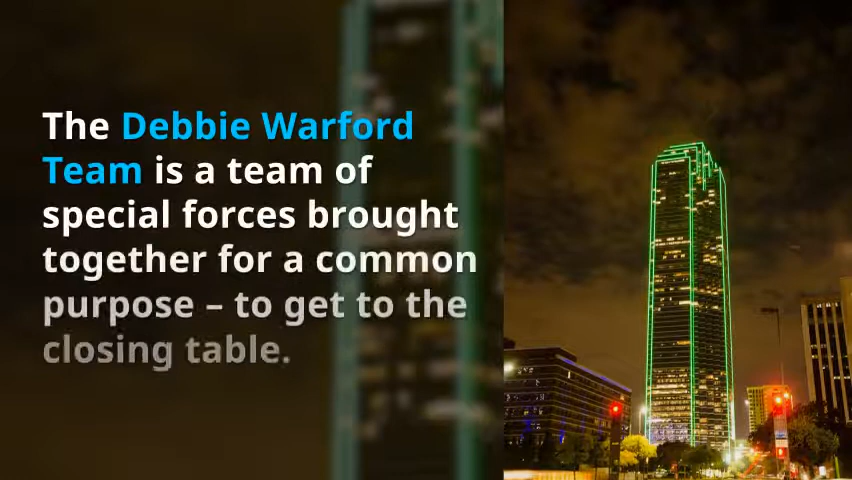 The Debbie Warford
Team is a team of
special forces brought
together for a common
purpose – to get to the
closing table.